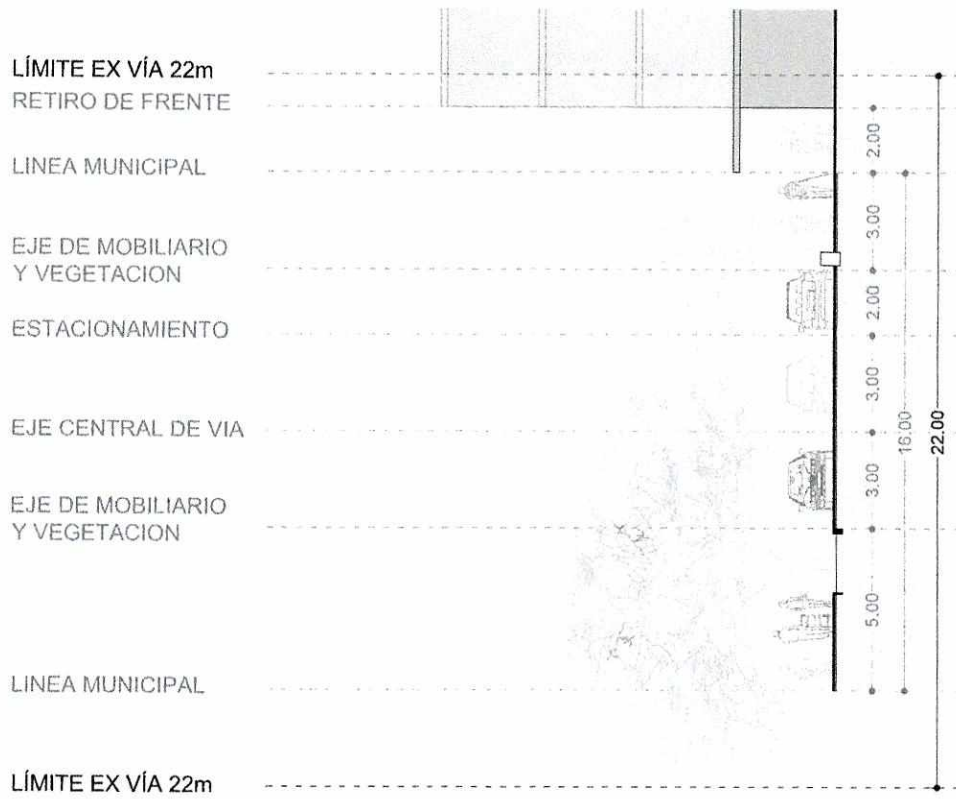 LÍMITE EX VÍA 22m
RETIRO DE FRENTE
2.00
LINEA MUNICIPAL
3.00
EJE DE MOBILIARIO
Y VEGETACION
2.00
ESTACIONAMIENTO
3.00
16.00
22.00
EJE CENTRAL DE VIA
3.00
EJE DE MOBILIARIO
Y VEGETACION
5.00
LINEA MUNICIPAL
LÍMITE EX VÍA 22m